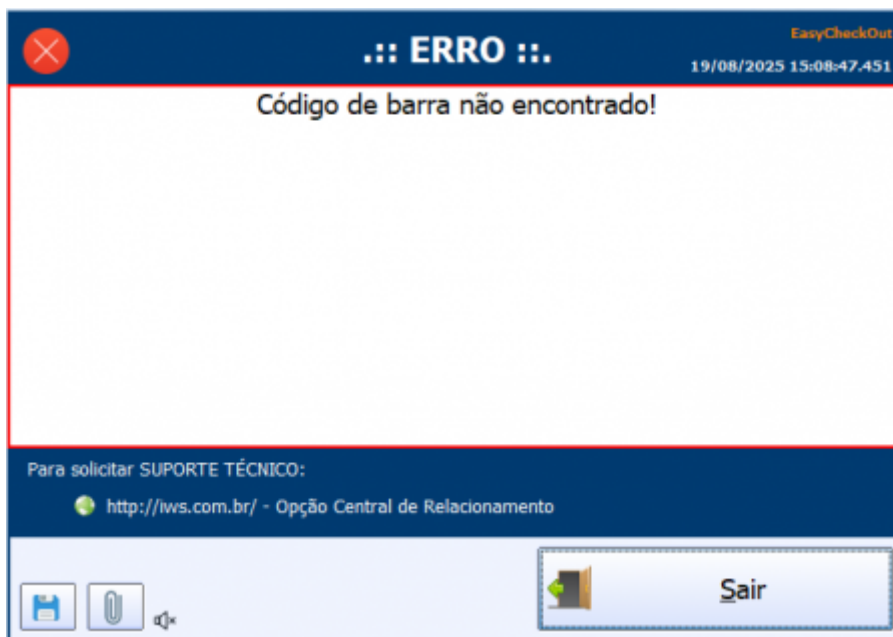 .:: ERRO ::.
EasyCheckOut
19/08/2025 15:08:47.451
Código de barra não encontrado!
Para solicitar SUPORTE TÉCNICO:
http://iws.com.br/ - Opção Central de Relacionamento
Sair